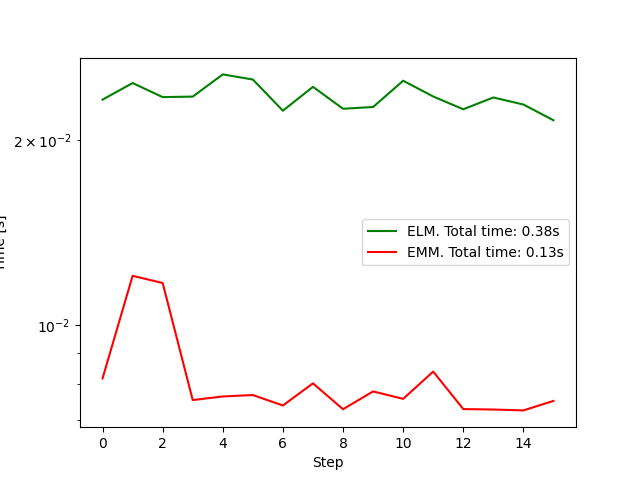 2 × 10⁻²
10⁻²
Time [s]
ELM. Total time: 0.38s
EMM. Total time: 0.13s
0 2 4 6 8 10 12 14
Step